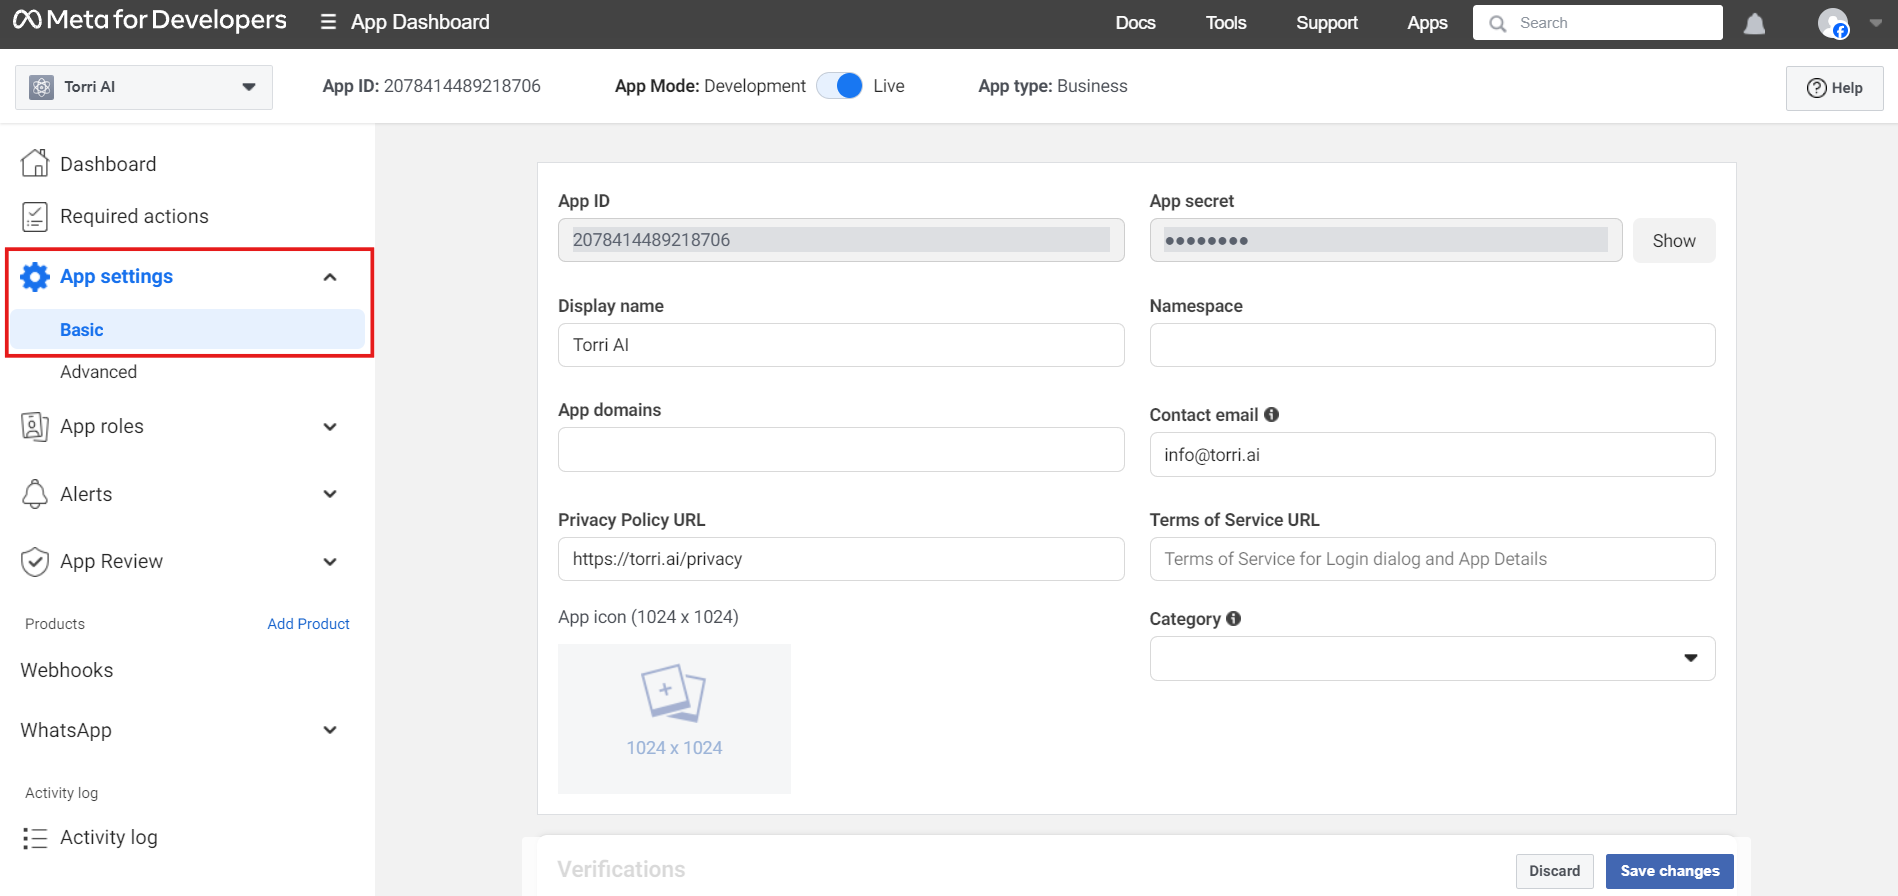 Meta for Developers
App Dashboard
Docs
Tools
Support
Apps
Search
Torri AI
App ID: 2078414489218706
App Mode: Development
Live
App type: Business
Help
Dashboard
Required actions
App settings
Basic
Advanced
App roles
Alerts
App Review
Products
Add Product
Webhooks
WhatsApp
Activity log
Activity log
App ID
2078414489218706
App secret
●●●●●●●●
Show
Display name
Torri AI
Namespace
App domains
Contact email
info@torri.ai
Privacy Policy URL
https://torri.ai/privacy
Terms of Service URL
Terms of Service for Login dialog and App Details
App icon (1024 x 1024)
1024 x 1024
Category
Verifications
Discard
Save changes